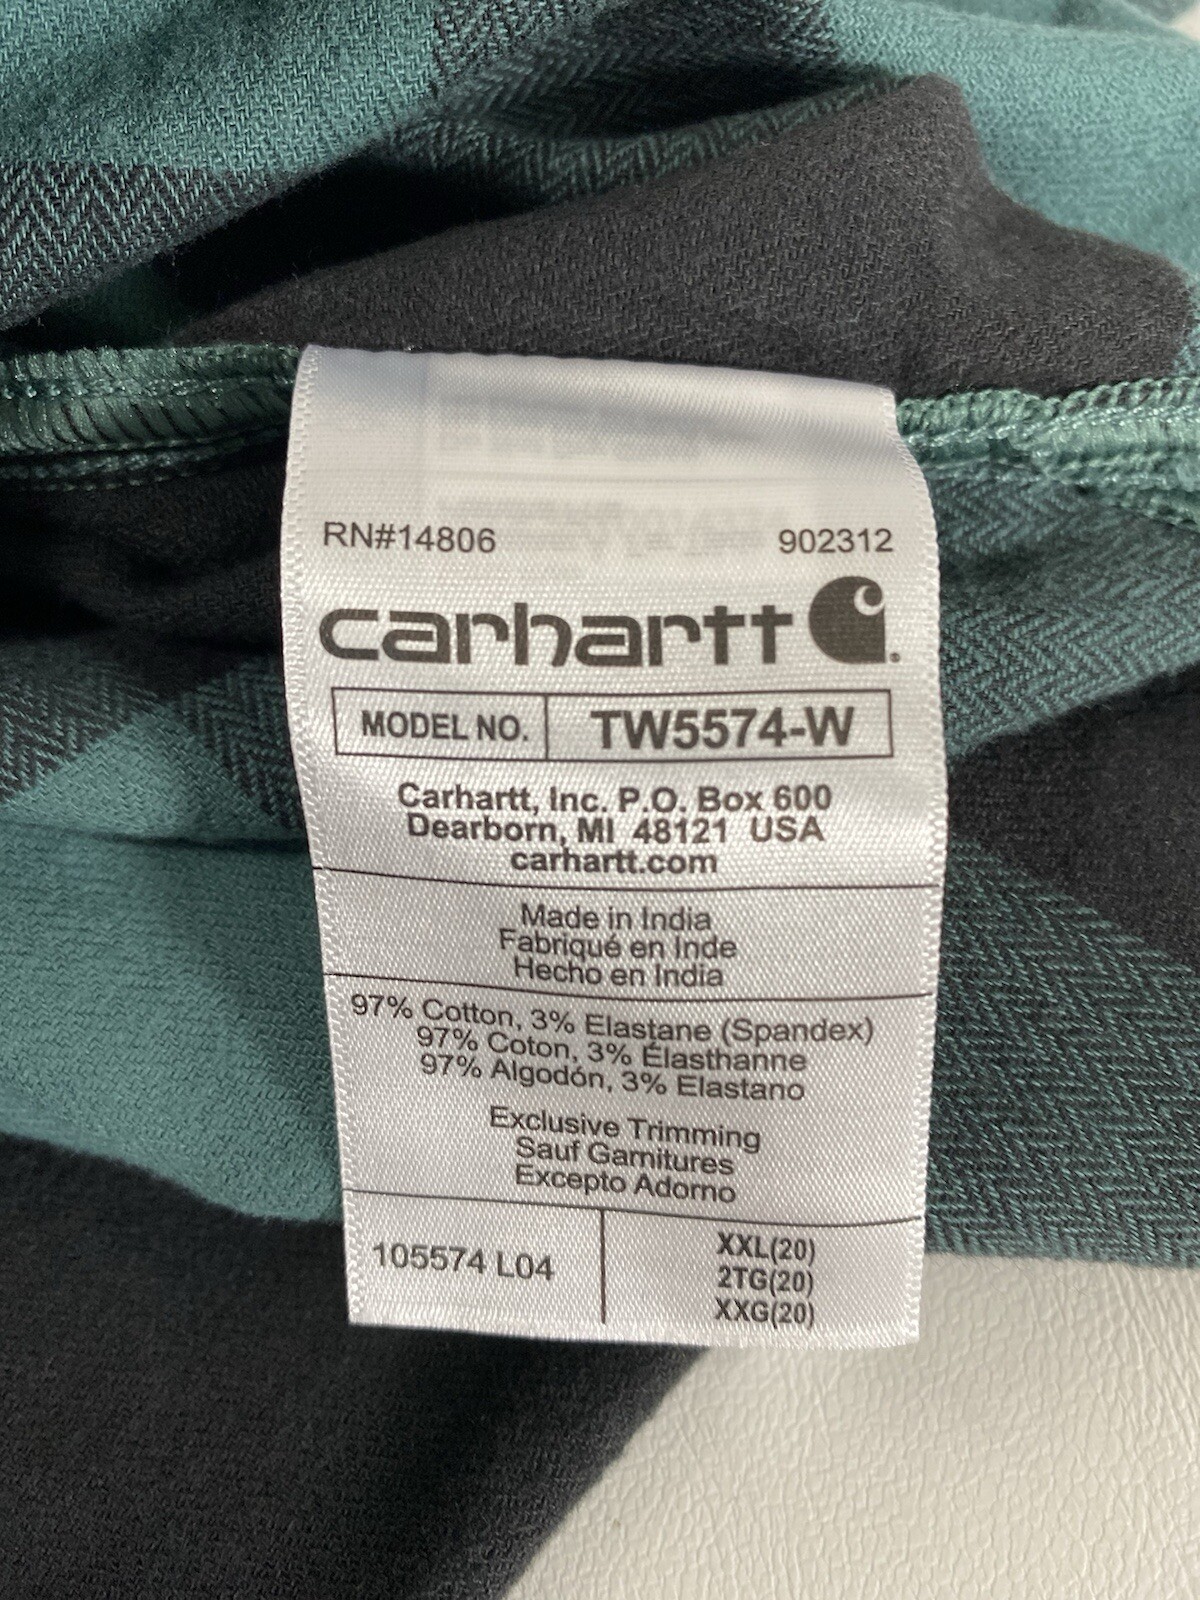 RN#14806 902312
carhartt
MODEL NO. TW5574-W
Carhartt, Inc. P.O. Box 600
Dearborn, MI 48121 USA
carhartt.com
Made in India
Fabriqué en Inde
Hecho en India
97% Cotton, 3% Elastane (Spandex)
97% Coton, 3% Élasthanne
97% Algodón, 3% Elastano
Exclusive Trimming
Sauf Garnitures
Excepto Adorno
105574 L04
XXL(20)
2TG(20)
XXG(20)